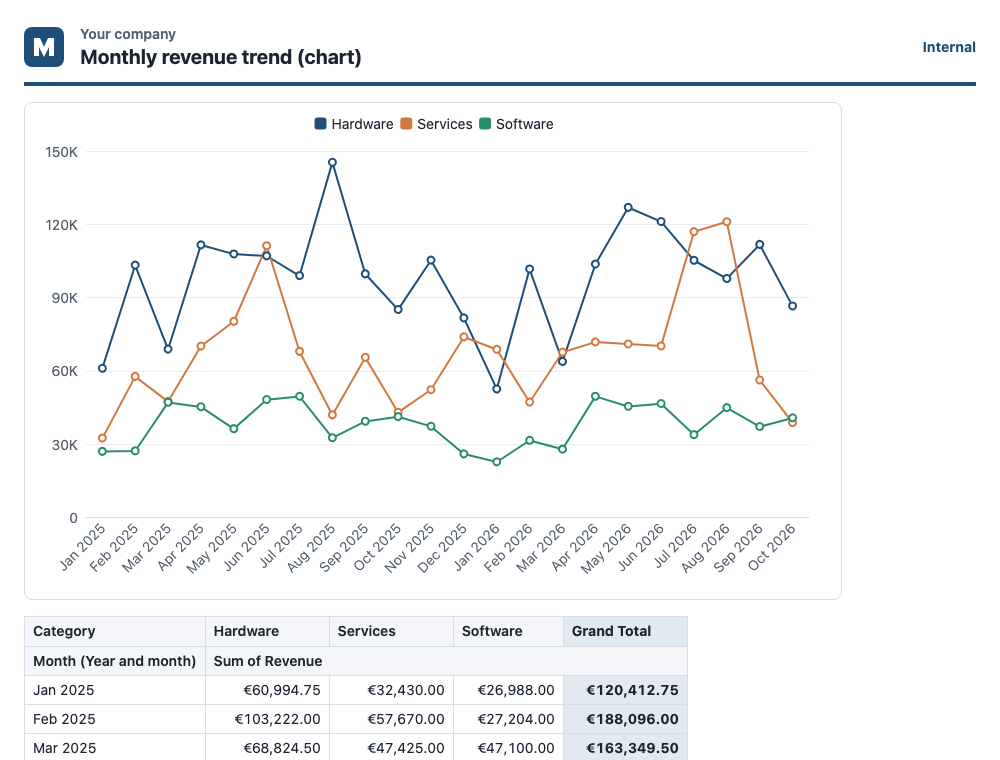 M
Your company
Monthly revenue trend (chart)
Internal
Hardware Services Software
150K
120K
90K
60K
30K
0
Jan 2025 Feb 2025 Mar 2025 Apr 2025 May 2025 Jun 2025 Jul 2025 Aug 2025 Sep 2025 Oct 2025 Nov 2025 Dec 2025 Jan 2026 Feb 2026 Mar 2026 Apr 2026 May 2026 Jun 2026 Jul 2026 Aug 2026 Sep 2026 Oct 2026
Category Hardware Services Software Grand Total
Month (Year and month) Sum of Revenue
Jan 2025 €60,994.75 €32,430.00 €26,988.00 €120,412.75
Feb 2025 €103,222.00 €57,670.00 €27,204.00 €188,096.00
Mar 2025 €68,824.50 €47,425.00 €47,100.00 €163,349.50